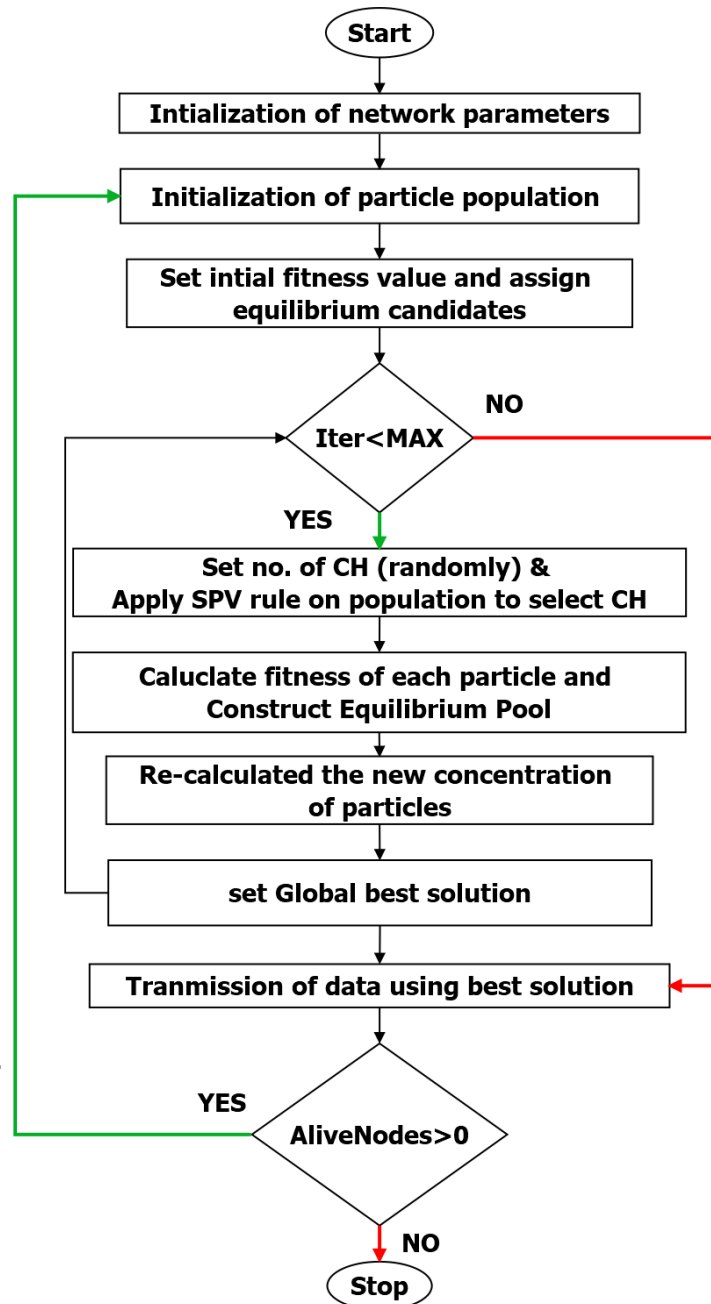 Start
Intialization of network parameters
Initialization of particle population
Set intial fitness value and assign
equilibrium candidates
Iter<MAX
NO
YES
Set no. of CH (randomly) &
Apply SPV rule on population to select CH
Caluclate fitness of each particle and
Construct Equilibrium Pool
Re-calculated the new concentration
of particles
set Global best solution
Tranmission of data using best solution
YES
AliveNodes>0
NO
Stop